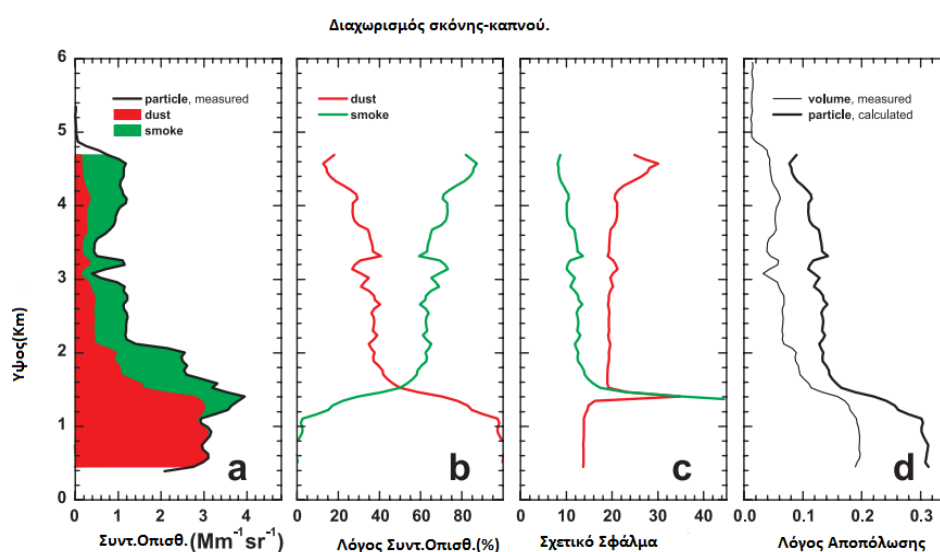 Διαχωρισμός σκόνης-καπνού.
6
5
4
3
2
1
0
Υψος(Km)
particle, measured
dust
smoke
a
0 1 2 3 4
Συντ.Οπισθ.(Mm⁻¹sr⁻¹)
dust
smoke
b
0 20 40 60 80
Λόγος Συντ.Οπισθ.(%)
c
0 10 20 30 40
Σχετικό Σφάλμα
volume, measured
particle, calculated
d
0.0 0.1 0.2 0.3
Λόγος Αποπόλωσης